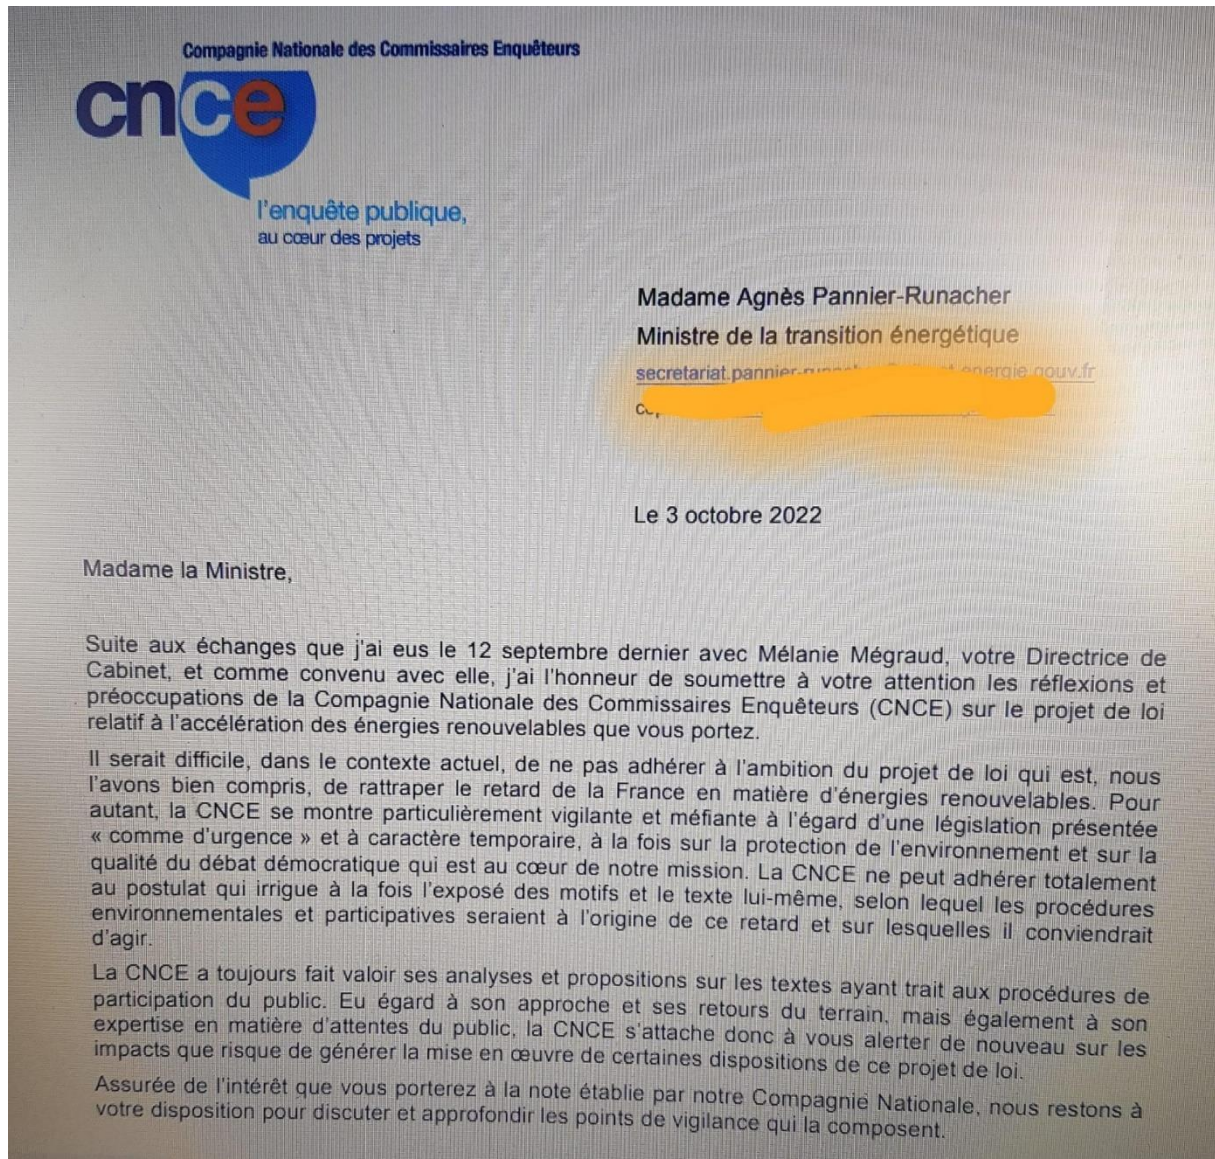 Compagnie Nationale des Commissaires Enquêteurs
cnce
l'enquête publique,
au cœur des projets
Madame Agnès Pannier-Runacher
Ministre de la transition énergétique
secretariat.pannier- energie.gouv.fr
Le 3 octobre 2022
Madame la Ministre,
Suite aux échanges que j'ai eus le 12 septembre dernier avec Mélanie Mégraud, votre Directrice de
Cabinet, et comme convenu avec elle, j'ai l'honneur de soumettre à votre attention les réflexions et
préoccupations de la Compagnie Nationale des Commissaires Enquêteurs (CNCE) sur le projet de loi
relatif à l'accélération des énergies renouvelables que vous portez.
Il serait difficile, dans le contexte actuel, de ne pas adhérer à l'ambition du projet de loi qui est, nous
l'avons bien compris, de rattraper le retard de la France en matière d'énergies renouvelables. Pour
autant, la CNCE se montre particulièrement vigilante et méfiante à l'égard d'une législation présentée
« comme d'urgence » et à caractère temporaire, à la fois sur la protection de l'environnement et sur la
qualité du débat démocratique qui est au cœur de notre mission. La CNCE ne peut adhérer totalement
au postulat qui irrigue à la fois l'exposé des motifs et le texte lui-même, selon lequel les procédures
environnementales et participatives seraient à l'origine de ce retard et sur lesquelles il conviendrait
d'agir.
La CNCE a toujours fait valoir ses analyses et propositions sur les textes ayant trait aux procédures de
participation du public. Eu égard à son approche et ses retours du terrain, mais également à son
expertise en matière d'attentes du public, la CNCE s'attache donc à vous alerter de nouveau sur les
impacts que risque de générer la mise en œuvre de certaines dispositions de ce projet de loi.
Assurée de l'intérêt que vous porterez à la note établie par notre Compagnie Nationale, nous restons à
votre disposition pour discuter et approfondir les points de vigilance qui la composent.